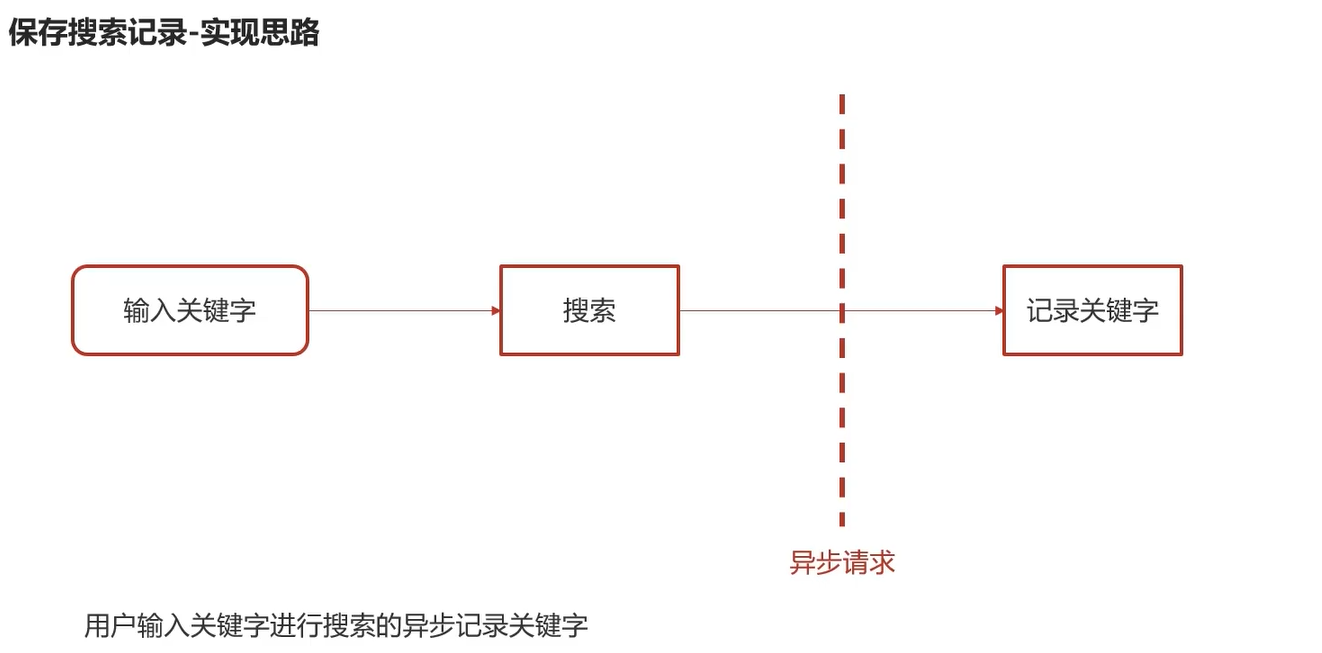 保存搜索记录-实现思路
输入关键字
搜索
记录关键字
异步请求
用户输入关键字进行搜索的异步记录关键字